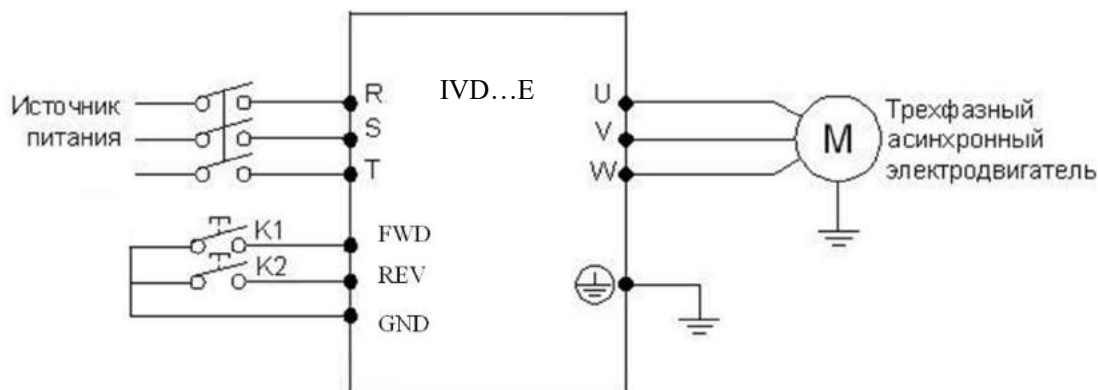 IVD…E
Источник
питания
R
S
T
U
V
W
M
Трехфазный
асинхронный
электродвигатель
K1
K2
FWD
REV
GND